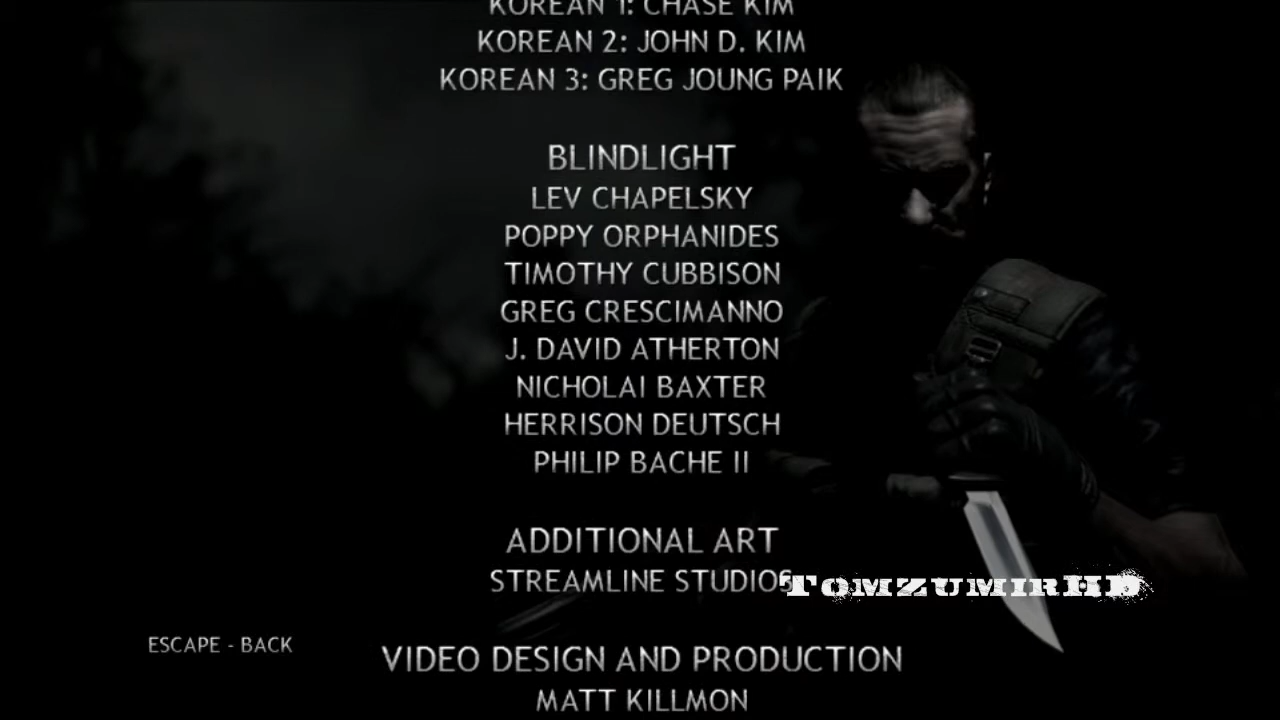 KOREAN 1: CHASE KIM
KOREAN 2: JOHN D. KIM
KOREAN 3: GREG JOUNG PAIK
BLINDLIGHT
LEV CHAPELSKY
POPPY ORPHANIDES
TIMOTHY CUBBISON
GREG CRESCIMANNO
J. DAVID ATHERTON
NICHOLAI BAXTER
HERRISON DEUTSCH
PHILIP BACHE II
ADDITIONAL ART
STREAMLINE STUDIOS
TOMZUMIRHD
ESCAPE - BACK
VIDEO DESIGN AND PRODUCTION
MATT KILLMON